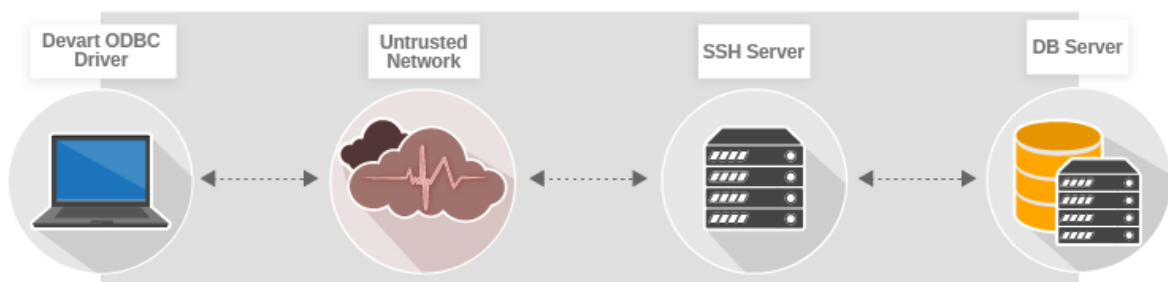 Devart ODBC
Driver
Untrusted
Network
SSH Server
DB Server